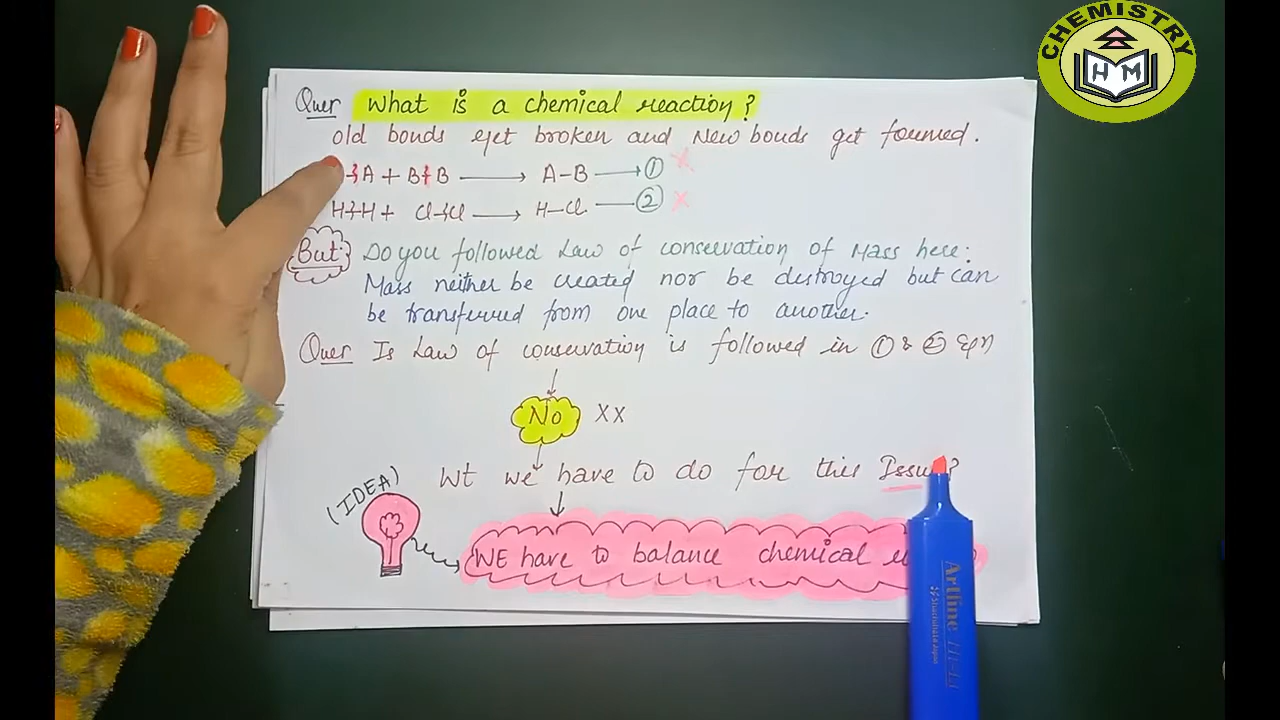 CHEMISTRY
HM
Quer What is a chemical reaction?
old bonds get broken and New bonds get formed.
A + B B ⟶ A-B ⟶ ①
H H + Cl Cl ⟶ H-Cl — ②
But Do you followed Law of conservation of Mass here:
Mass neither be created nor be destroyed but can
be transferred from one place to another.
Quer Is Law of conservation is followed in ① & ② eqn
No XX
Wt we have to do for this Issue?
(IDEA)
WE have to balance chemical
Artline